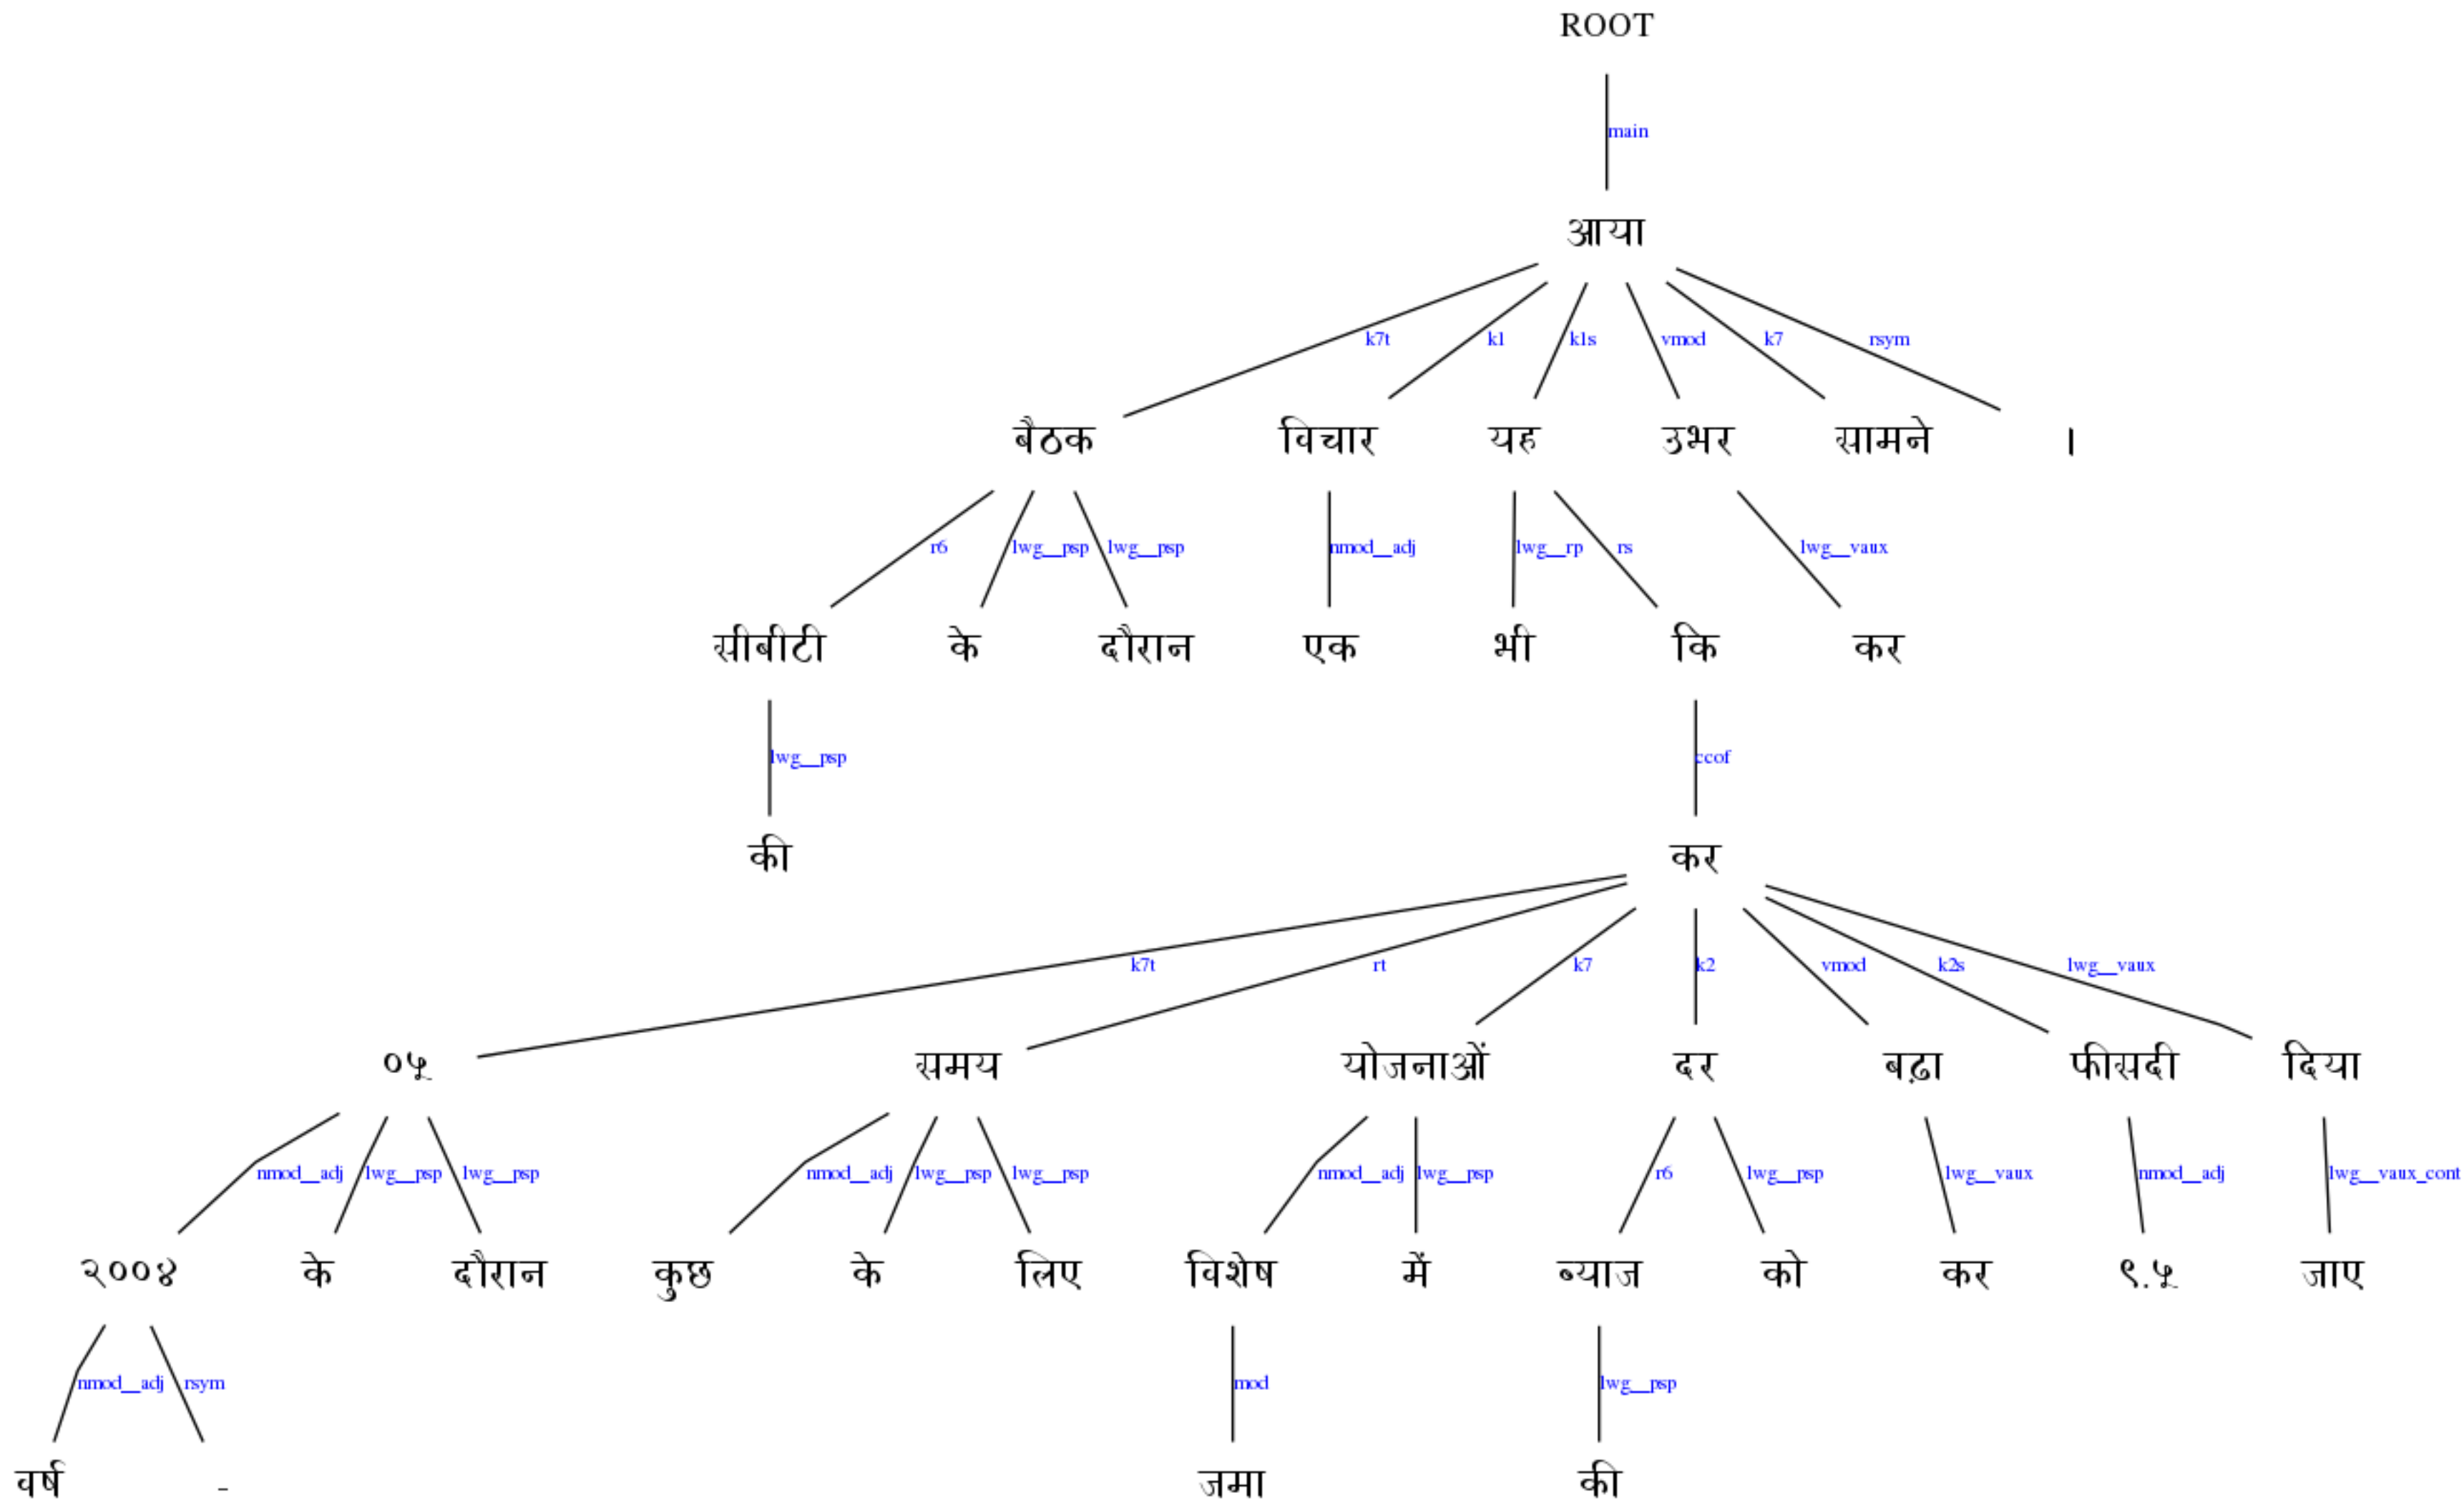 ROOT
main
आया
k7t k1 k1s vmod k7 rsym
बैठक विचार यह उभर सामने ।
r6 lwg__psp lwg__psp nmod__adj lwg__rp rs lwg__vaux
सीबीटी के दौरान एक भी कि कर
lwg__psp ccof
की कर
k7t rt k7 k2 vmod k2s lwg__vaux
०५ समय योजनाओं दर बढ़ा फीसदी दिया
nmod__adj lwg__psp lwg__psp nmod__adj lwg__psp lwg__psp nmod__adj lwg__psp r6 lwg__psp lwg__vaux nmod__adj lwg__vaux_cont
२००४ के दौरान कुछ के लिए विशेष में ब्याज को कर ९.५ जाए
nmod__adj rsym mod lwg__psp
वर्ष - जमा की